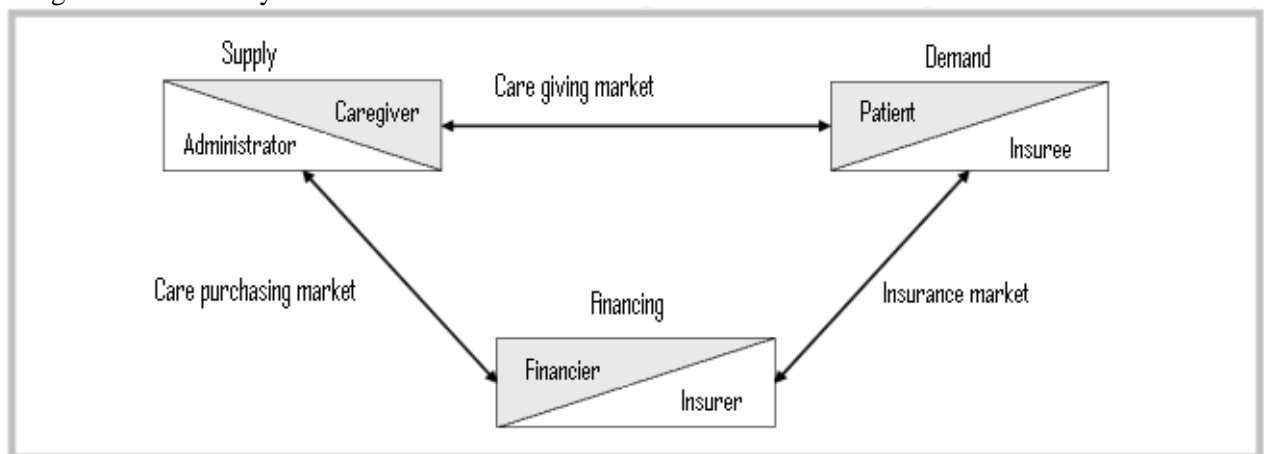 Supply
Demand
Care giving market
Caregiver
Patient
Administrator
Insuree
Care purchasing market
Insurance market
Financing
Financier
Insurer